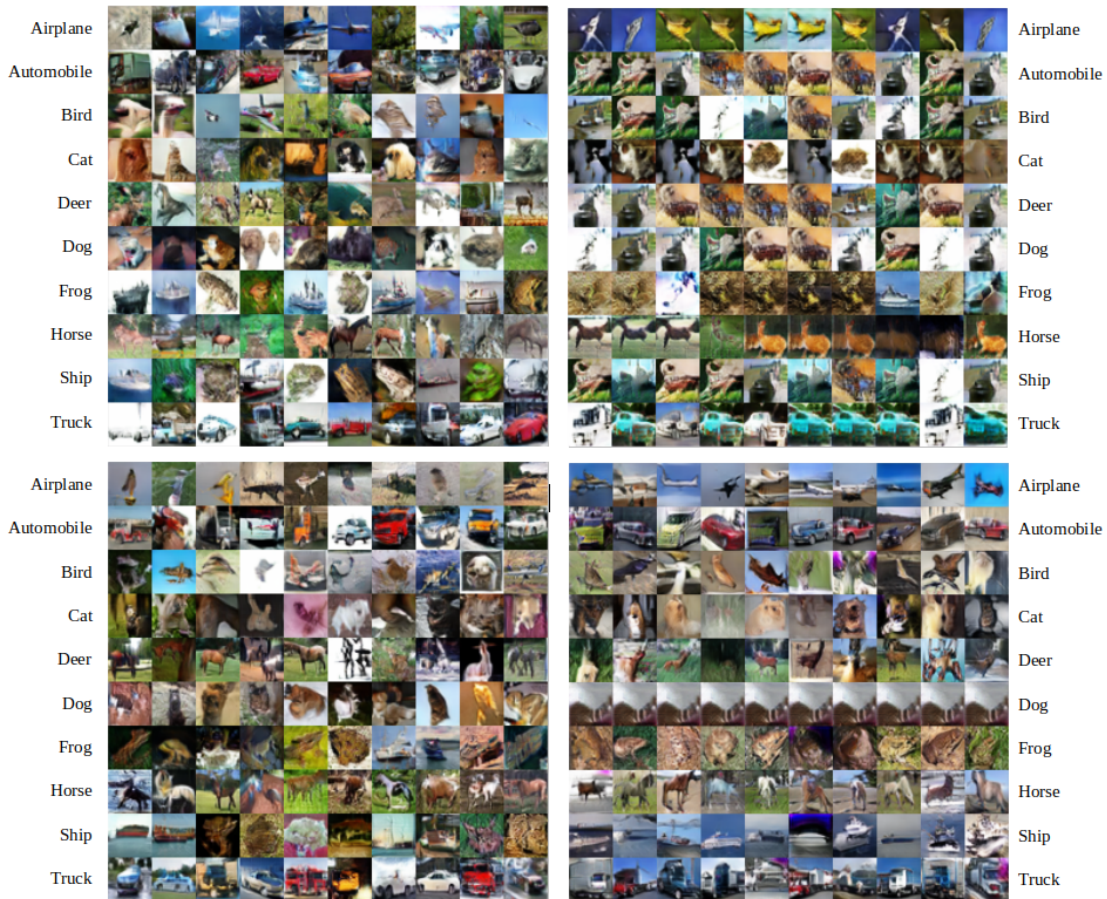 Airplane
Automobile
Bird
Cat
Deer
Dog
Frog
Horse
Ship
Truck
Airplane
Automobile
Bird
Cat
Deer
Dog
Frog
Horse
Ship
Truck
Airplane
Automobile
Bird
Cat
Deer
Dog
Frog
Horse
Ship
Truck
Airplane
Automobile
Bird
Cat
Deer
Dog
Frog
Horse
Ship
Truck